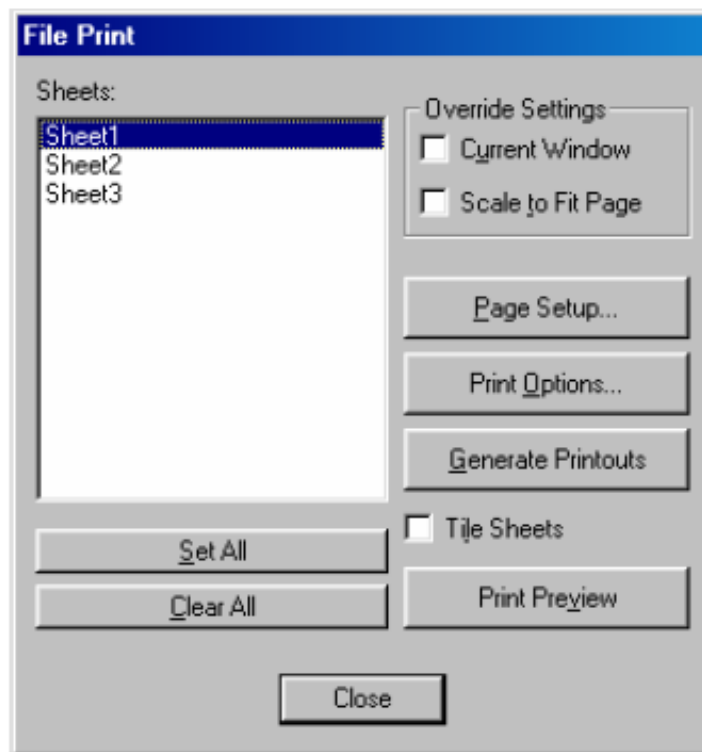 File Print
Sheets:
Sheet1
Sheet2
Sheet3
Set All
Clear All
Override Settings
Current Window
Scale to Fit Page
Page Setup...
Print Options...
Generate Printouts
Tile Sheets
Print Preview
Close